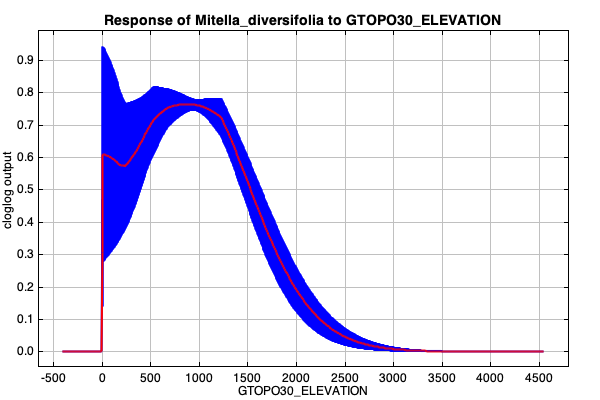 Response of Mitella_diversifolia to GTOPO30_ELEVATION
cloglog output
0.9
0.8
0.7
0.6
0.5
0.4
0.3
0.2
0.1
0.0
-500 0 500 1000 1500 2000 2500 3000 3500 4000 4500
GTOPO30_ELEVATION